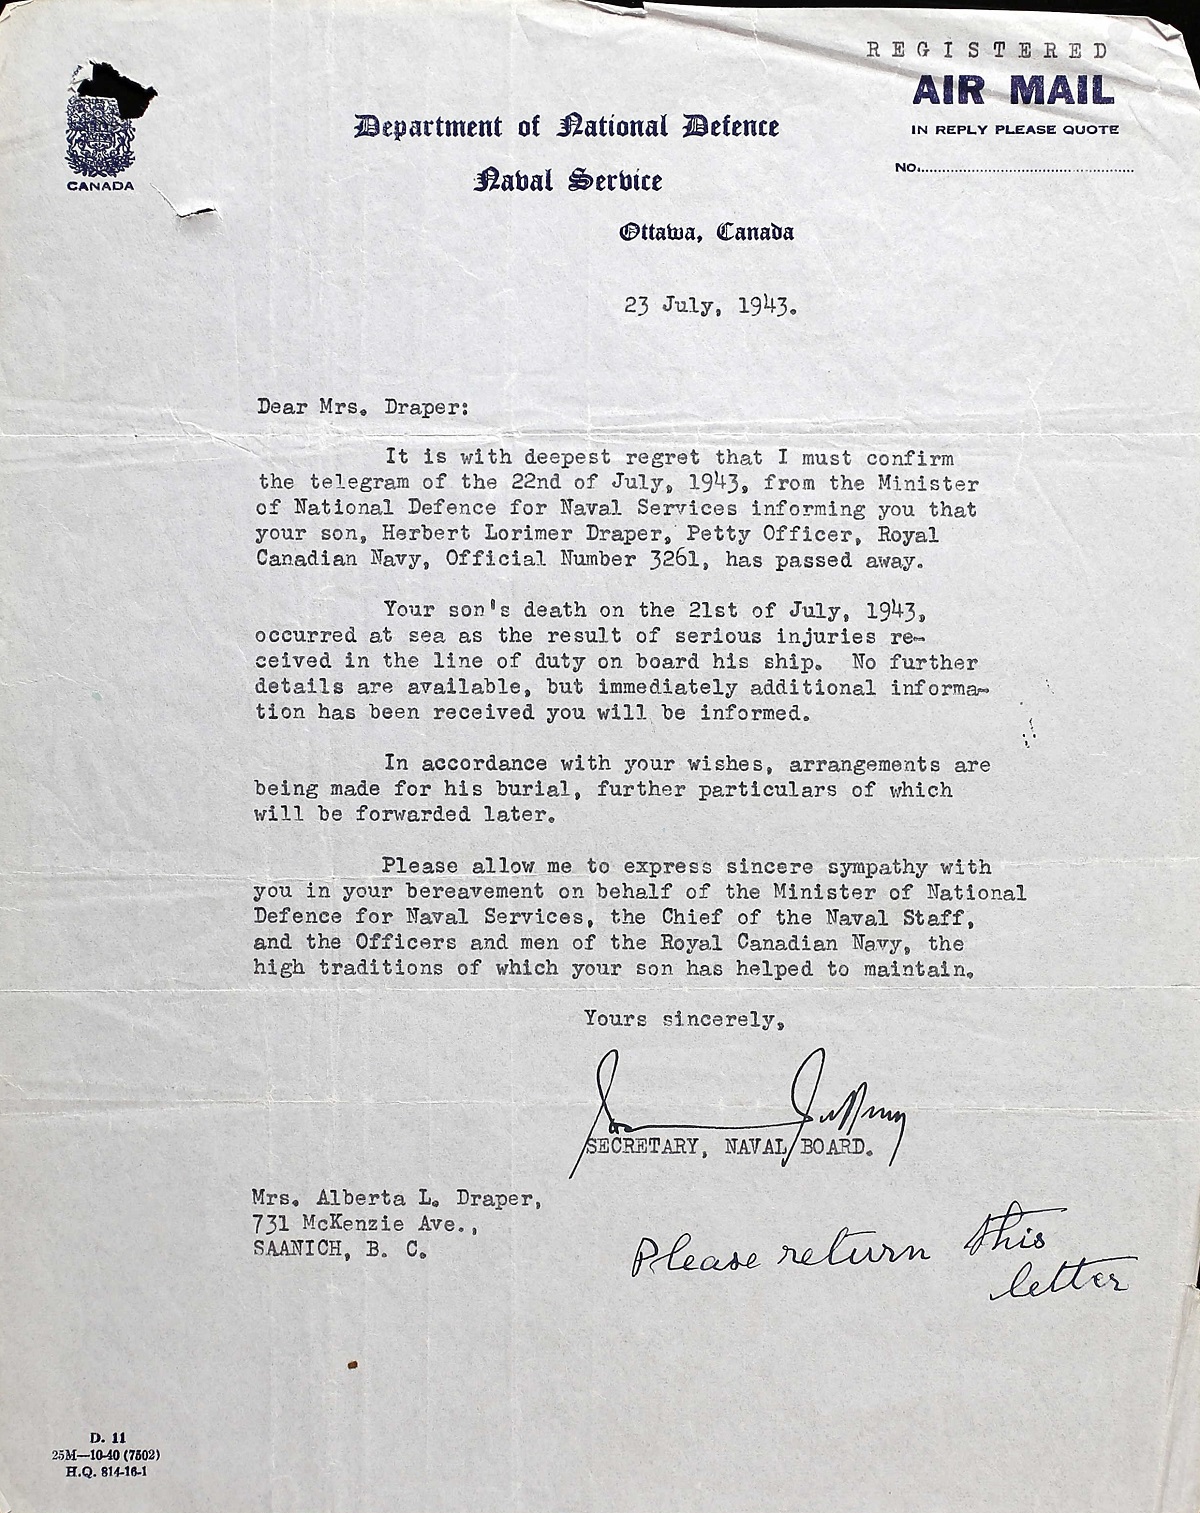 REGISTERED
AIR MAIL
IN REPLY PLEASE QUOTE
No.
CANADA
Department of National Defence
Naval Service
Ottawa, Canada
23 July, 1943.
Dear Mrs. Draper:
It is with deepest regret that I must confirm
the telegram of the 22nd of July, 1943, from the Minister
of National Defence for Naval Services informing you that
your son, Herbert Lorimer Draper, Petty Officer, Royal
Canadian Navy, Official Number 3261, has passed away.
Your son's death on the 21st of July, 1943,
occurred at sea as the result of serious injuries re-
ceived in the line of duty on board his ship. No further
details are available, but immediately additional informa-
tion has been received you will be informed.
In accordance with your wishes, arrangements are
being made for his burial, further particulars of which
will be forwarded later.
Please allow me to express sincere sympathy with
you in your bereavement on behalf of the Minister of National
Defence for Naval Services, the Chief of the Naval Staff,
and the Officers and men of the Royal Canadian Navy, the
high traditions of which your son has helped to maintain.
Yours sincerely,
SECRETARY, NAVAL BOARD.
Mrs. Alberta L. Draper,
731 McKenzie Ave.,
SAANICH, B. C.
Please return this
letter
D. 11
25M—10-40 (7502)
H.Q. 814-16-1